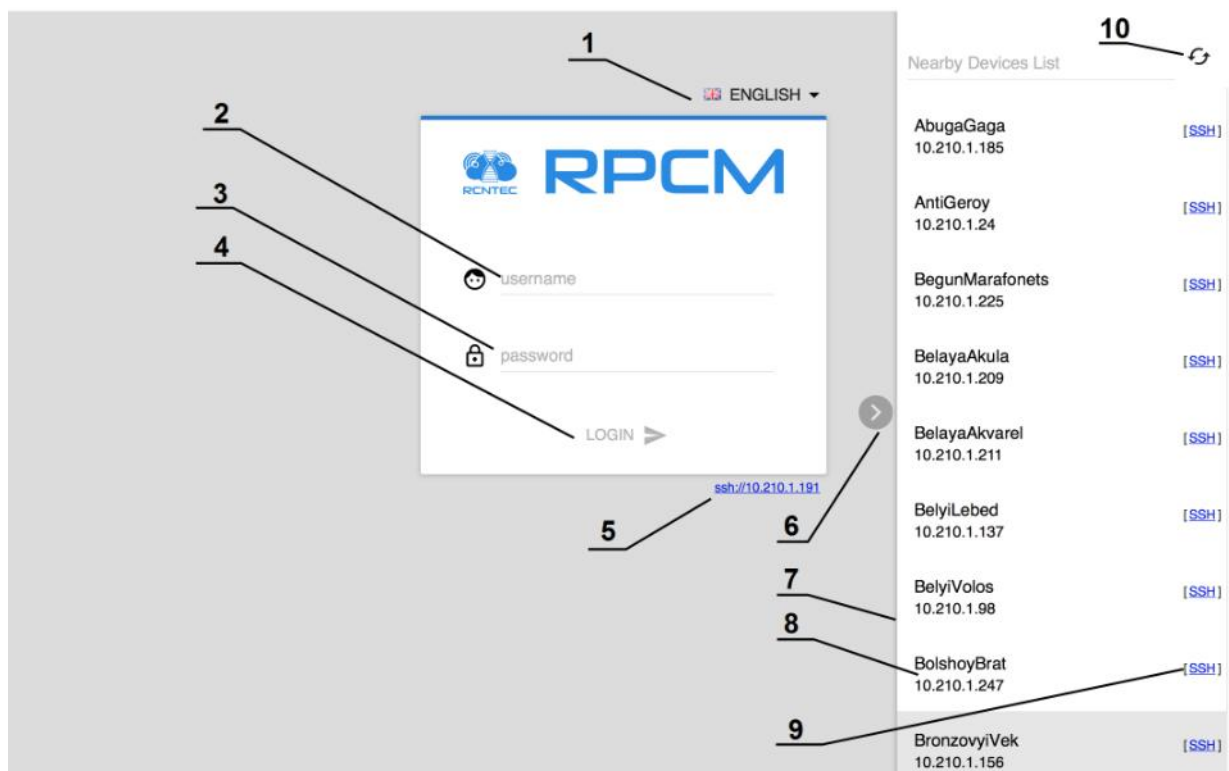 1
ENGLISH
2
RCNTEC
RPCM
3
4
username
password
LOGIN
ssh://10.210.1.191
5
6
7
8
9
10
Nearby Devices List
AbugaGaga
[SSH]
10.210.1.185
AntiGeroy
[SSH]
10.210.1.24
BegunMarafonets
[SSH]
10.210.1.225
BelayaAkula
[SSH]
10.210.1.209
BelayaAkvarel
[SSH]
10.210.1.211
BelyiLebed
[SSH]
10.210.1.137
BelyiVolos
[SSH]
10.210.1.98
BolshoyBrat
[SSH]
10.210.1.247
BronzovyiVek
[SSH]
10.210.1.156